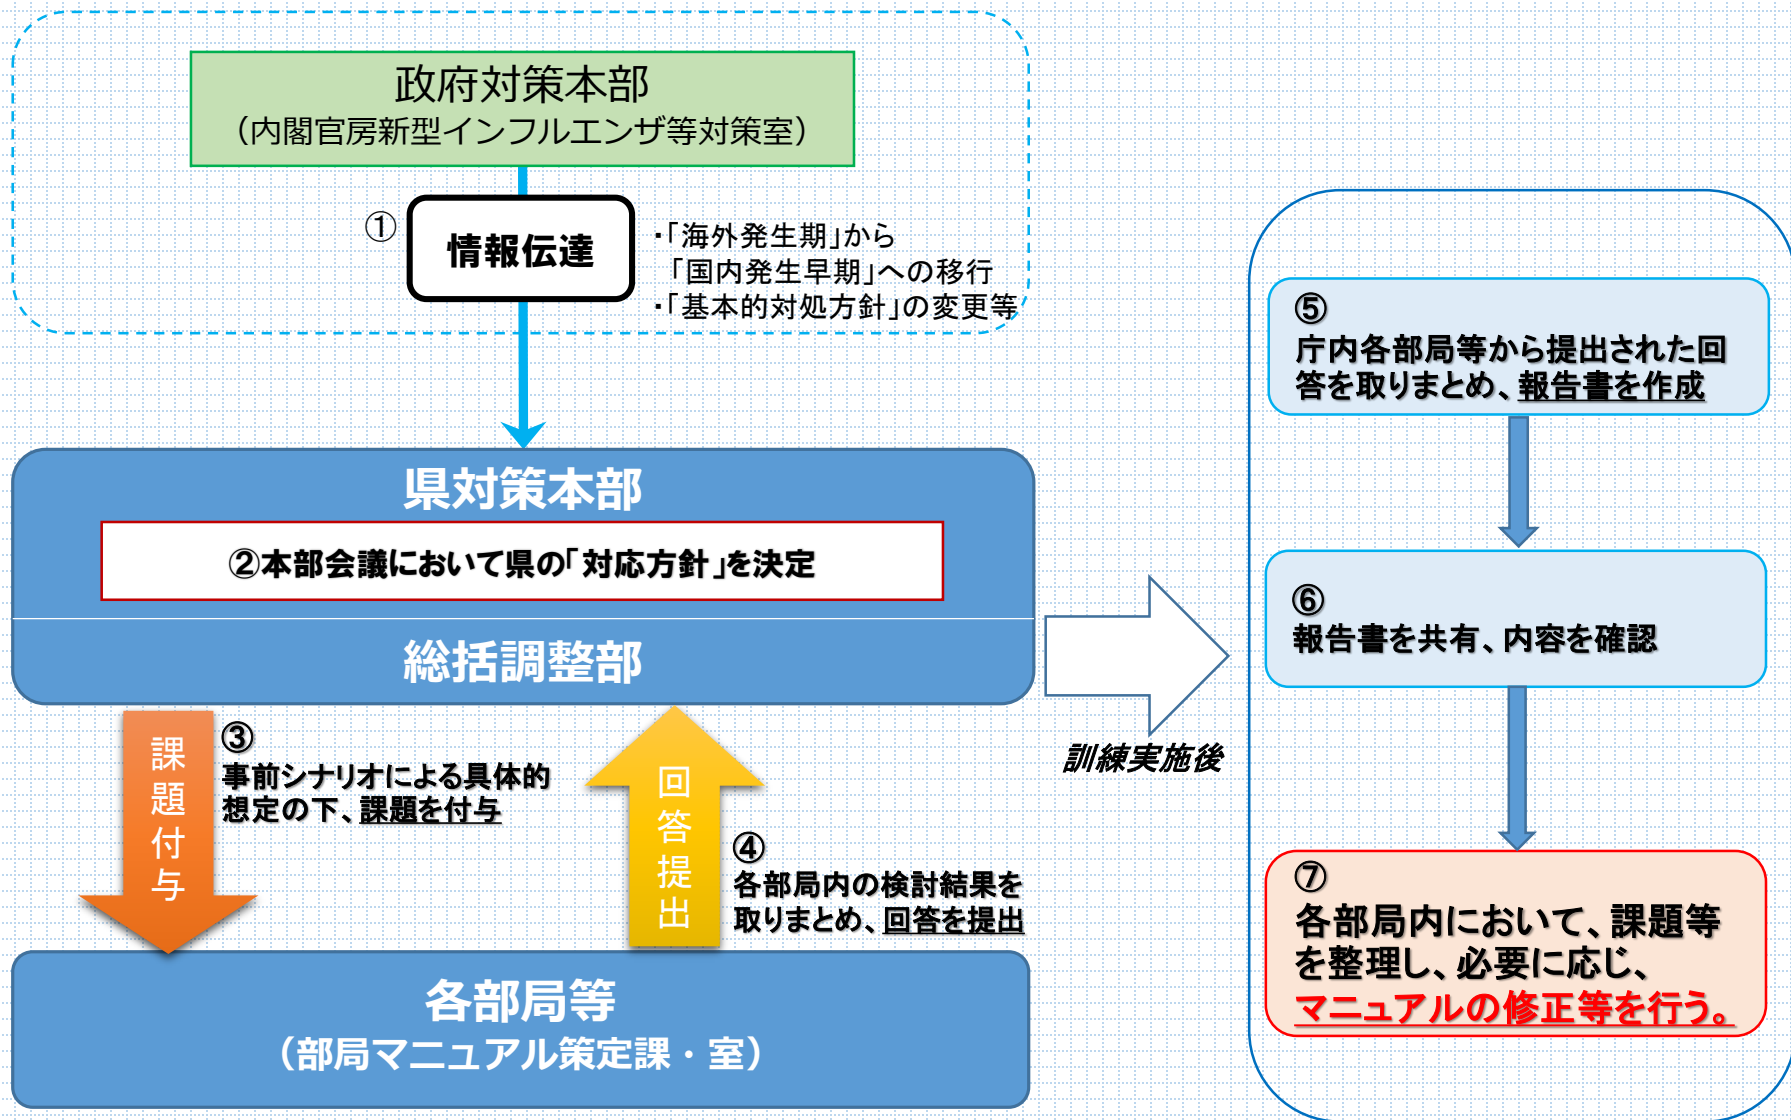 政府対策本部
（内閣官房新型インフルエンザ等対策室）
①
情報伝達
・「海外発生期」から
「国内発生早期」への移行
・「基本的対処方針」の変更等
県対策本部
②本部会議において県の「対応方針」を決定
総括調整部
課題付与
③
事前シナリオによる具体的
想定の下、課題を付与
回答提出
④
各部局内の検討結果を
取りまとめ、回答を提出
各部局等
（部局マニュアル策定課・室）
訓練実施後
⑤
庁内各部局等から提出された回
答を取りまとめ、報告書を作成
⑥
報告書を共有、内容を確認
⑦
各部局内において、課題等
を整理し、必要に応じ、
マニュアルの修正等を行う。